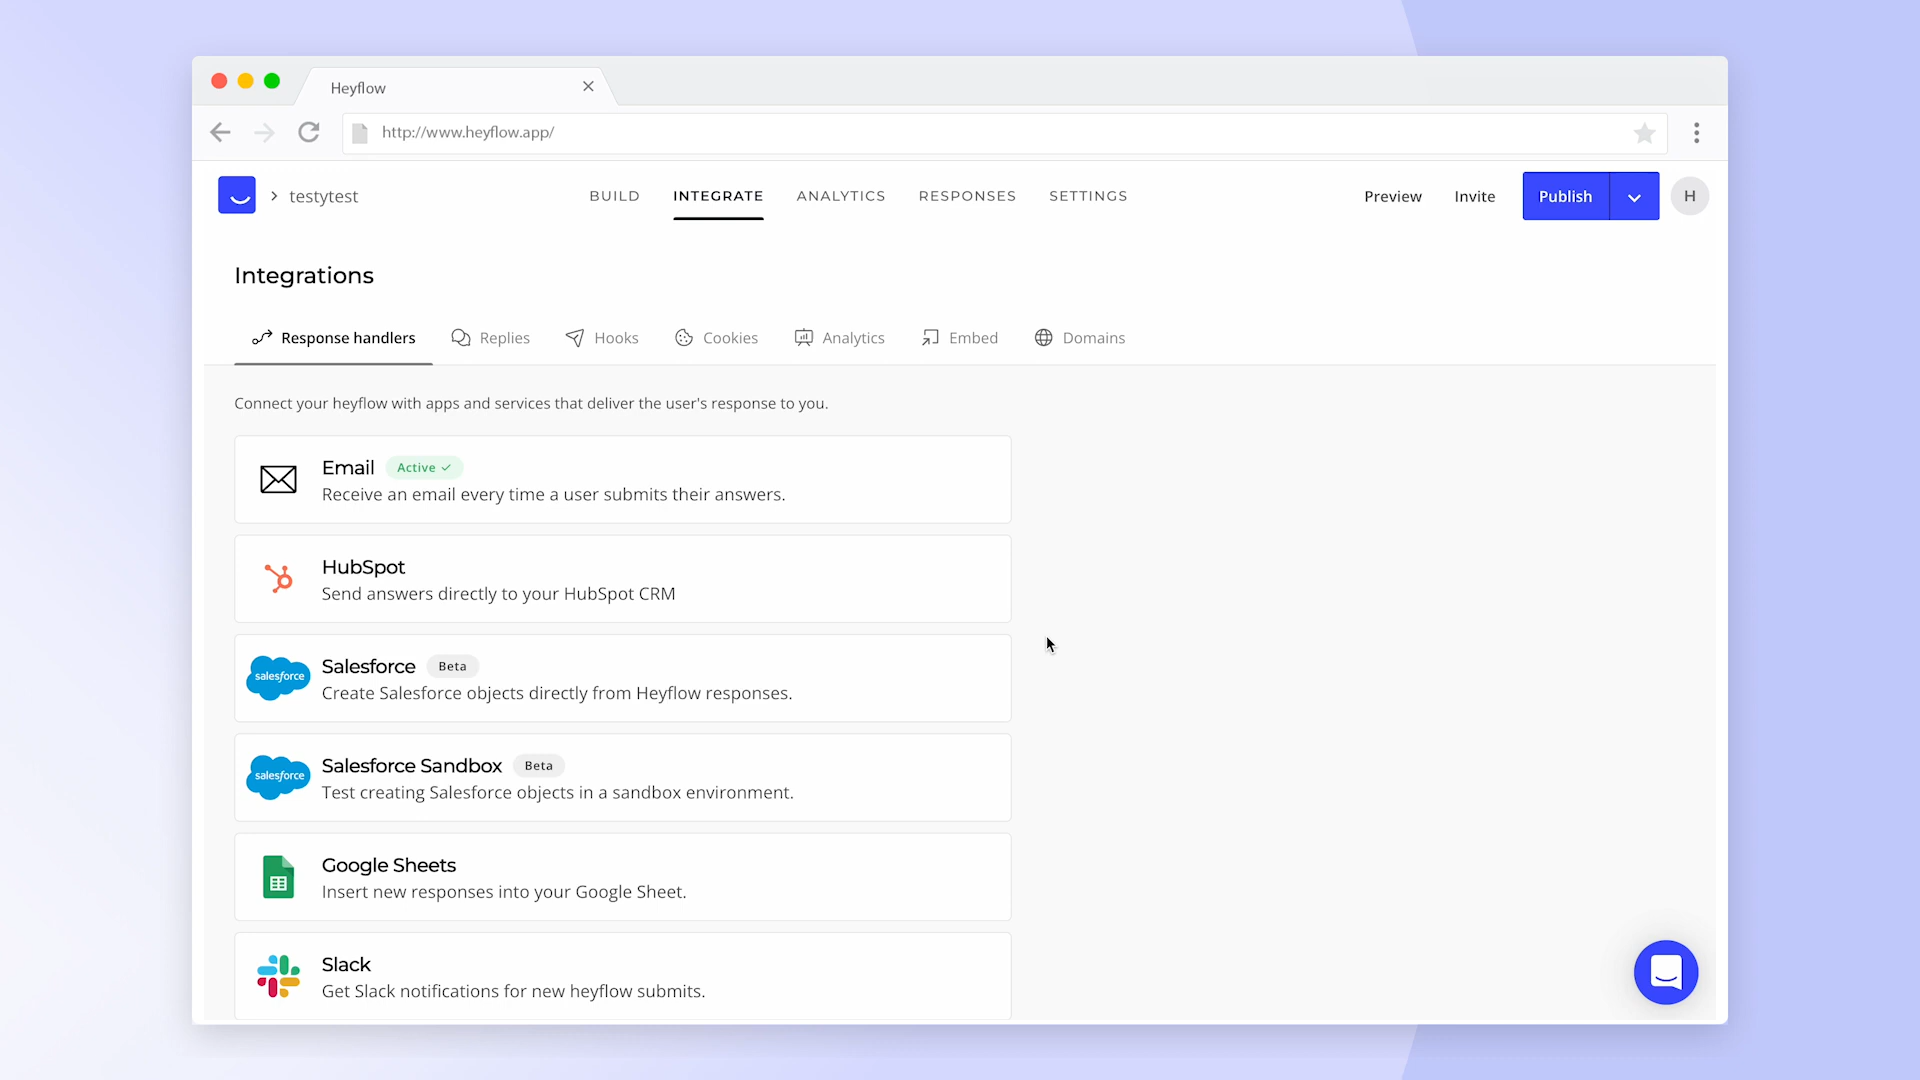 Heyflow
http://www.heyflow.app/
testytest
BUILD
INTEGRATE
ANALYTICS
RESPONSES
SETTINGS
Preview
Invite
Publish
H
Integrations
Response handlers
Replies
Hooks
Cookies
Analytics
Embed
Domains
Connect your heyflow with apps and services that deliver the user's response to you.
Email Active
Receive an email every time a user submits their answers.
HubSpot
Send answers directly to your HubSpot CRM
salesforce
Salesforce Beta
Create Salesforce objects directly from Heyflow responses.
salesforce
Salesforce Sandbox Beta
Test creating Salesforce objects in a sandbox environment.
Google Sheets
Insert new responses into your Google Sheet.
Slack
Get Slack notifications for new heyflow submits.